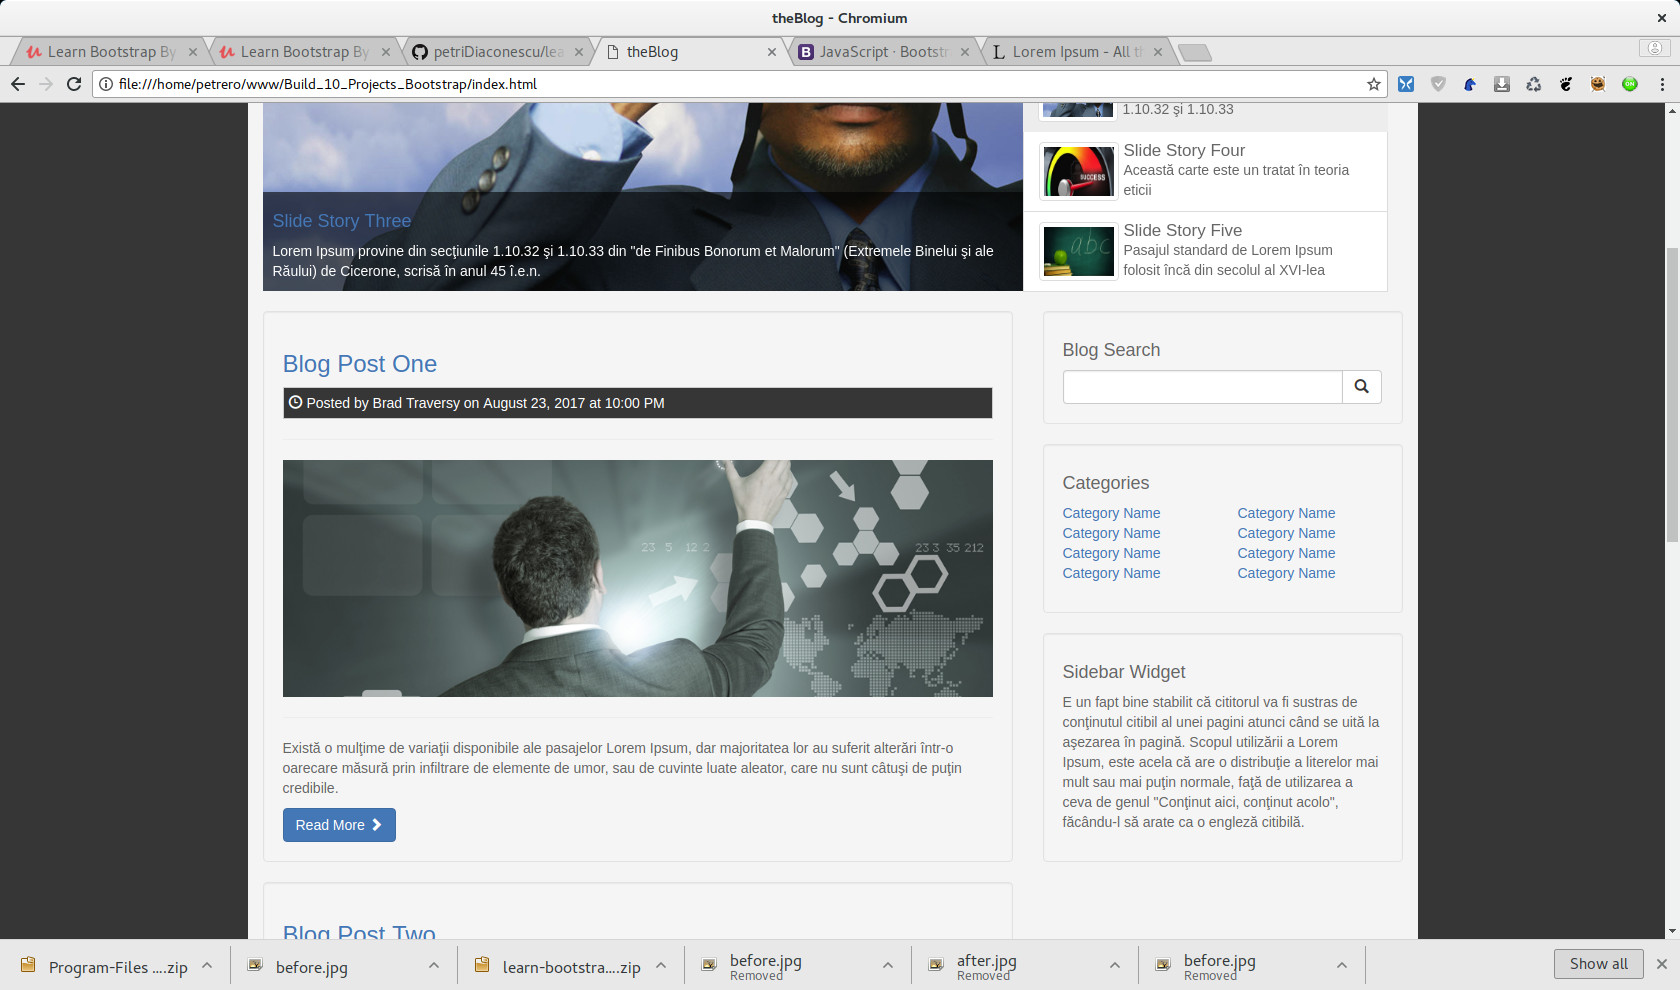 theBlog - Chromium
Learn Bootstrap By
Learn Bootstrap By
petriDiaconescu/lea
theBlog
JavaScript · Bootstr
Lorem Ipsum - All t
file:///home/petrero/www/Build_10_Projects_Bootstrap/index.html
1.10.32 şi 1.10.33
SUCCESS
Slide Story Four
Această carte este un tratat în teoria
eticii
abc
Slide Story Five
Pasajul standard de Lorem Ipsum
folosit încă din secolul al XVI-lea
Slide Story Three
Lorem Ipsum provine din secţiunile 1.10.32 şi 1.10.33 din "de Finibus Bonorum et Malorum" (Extremele Binelui şi ale
Răului) de Cicerone, scrisă în anul 45 î.e.n.
Blog Post One
Posted by Brad Traversy on August 23, 2017 at 10:00 PM
23 5 12 2
23 3 35 212
Există o mulţime de variaţii disponibile ale pasajelor Lorem Ipsum, dar majoritatea lor au suferit alterări într-o
oarecare măsură prin infiltrare de elemente de umor, sau de cuvinte luate aleator, care nu sunt câtuşi de puţin
credibile.
Read More
Blog Post Two
Blog Search
Categories
Category Name Category Name
Category Name Category Name
Category Name Category Name
Category Name Category Name
Sidebar Widget
E un fapt bine stabilit că cititorul va fi sustras de
conţinutul citibil al unei pagini atunci când se uită la
aşezarea în pagină. Scopul utilizării a Lorem
Ipsum, este acela că are o distribuţie a literelor mai
mult sau mai puţin normale, faţă de utilizarea a
ceva de genul "Conţinut aici, conţinut acolo",
făcându-l să arate ca o engleză citibilă.
Program-Files ....zip
before.jpg
learn-bootstra....zip
before.jpg
Removed
after.jpg
Removed
before.jpg
Removed
Show all